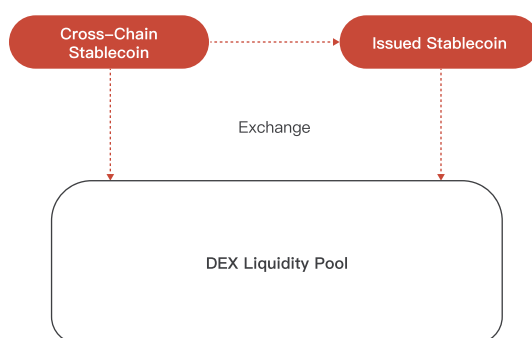 Cross-Chain
Stablecoin
Issued Stablecoin
Exchange
DEX Liquidity Pool